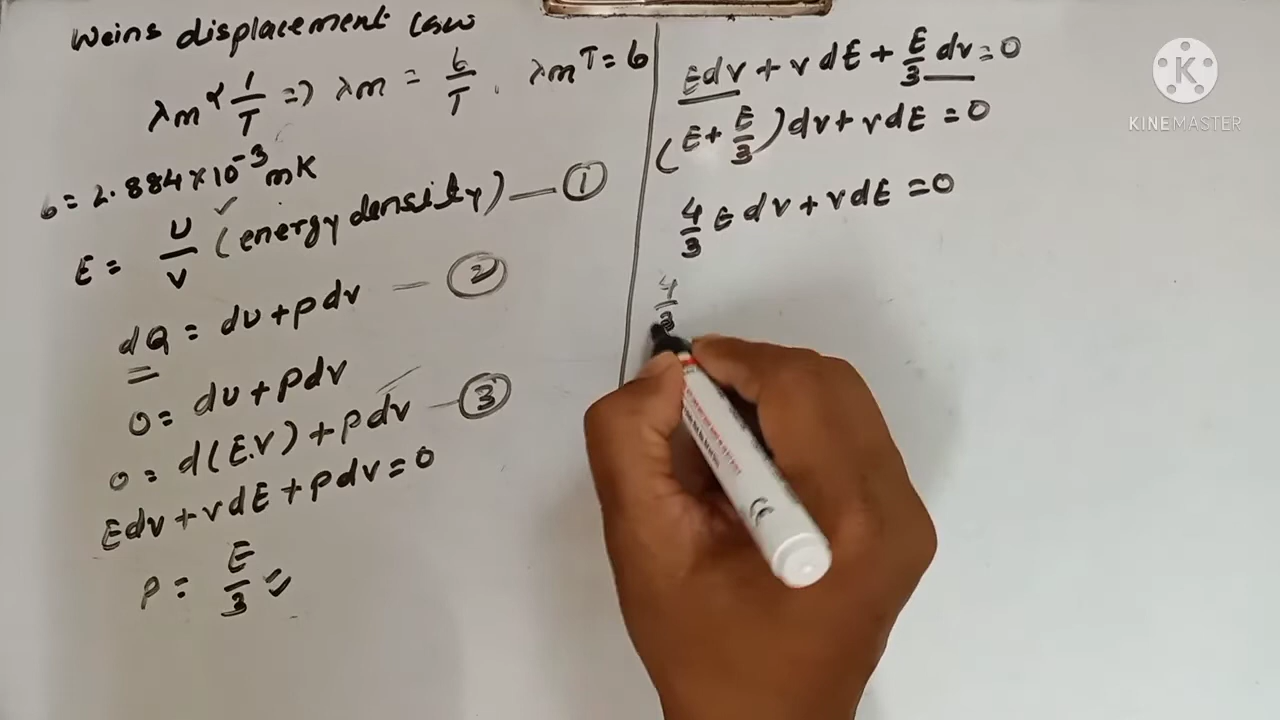 Weins displacement law
λm ∝ 1/T => λm = b/T , λmT = b
b = 2.884 × 10⁻³ mK
E = U/V (energy density) — ①
dQ = dU + Pdv — ②
0 = dU + Pdv
0 = d(E.V) + Pdv — ③
Edv + vdE + Pdv = 0
P = E/3
Edv + vdE + E/3 dv = 0
(E + E/3) dv + vdE = 0
4/3 E dv + vdE = 0
4/3
K
KINEMASTER